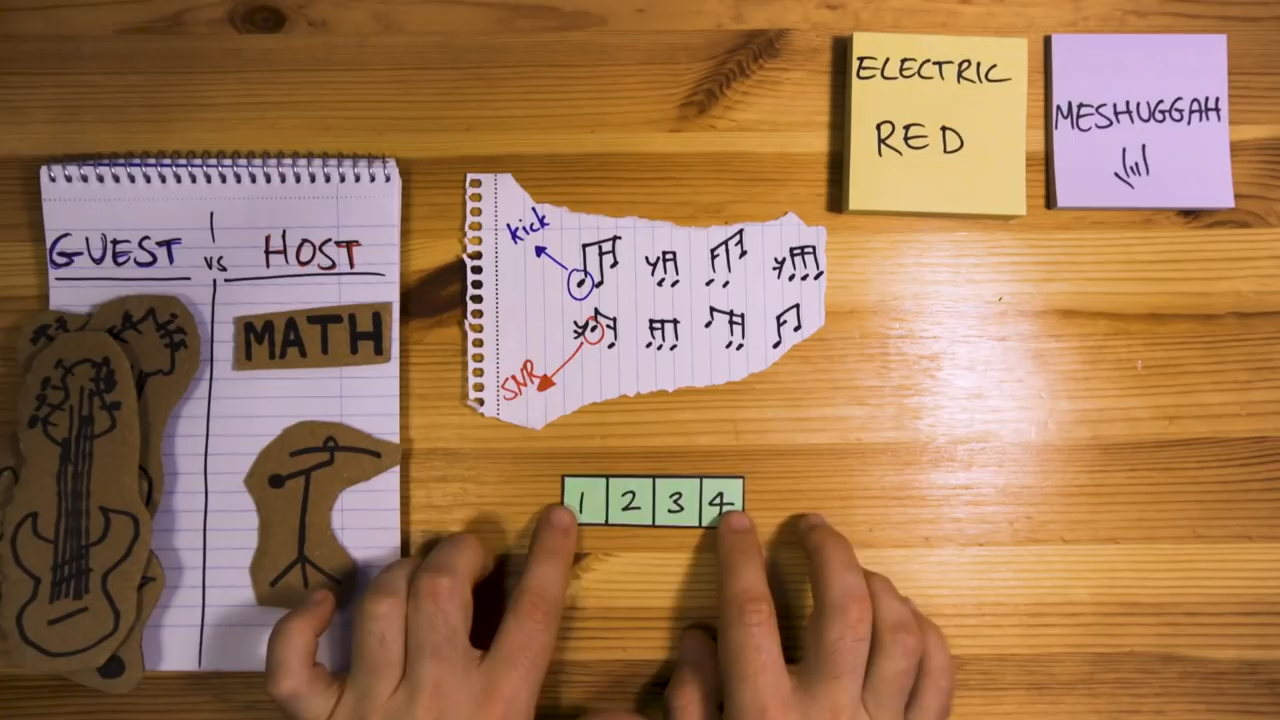 GUEST vs HOST
MATH
kick
SNR
1 2 3 4
ELECTRIC
RED
MESHUGGAH